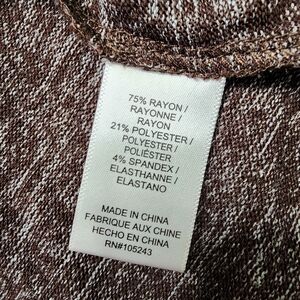 75% RAYON /
RAYONNE /
RAYON
21% POLYESTER /
POLYESTER /
POLIÉSTER
4% SPANDEX /
ELASTHANNE /
ELASTANO
MADE IN CHINA
FABRIQUE AUX CHINE
HECHO EN CHINA
RN#105243